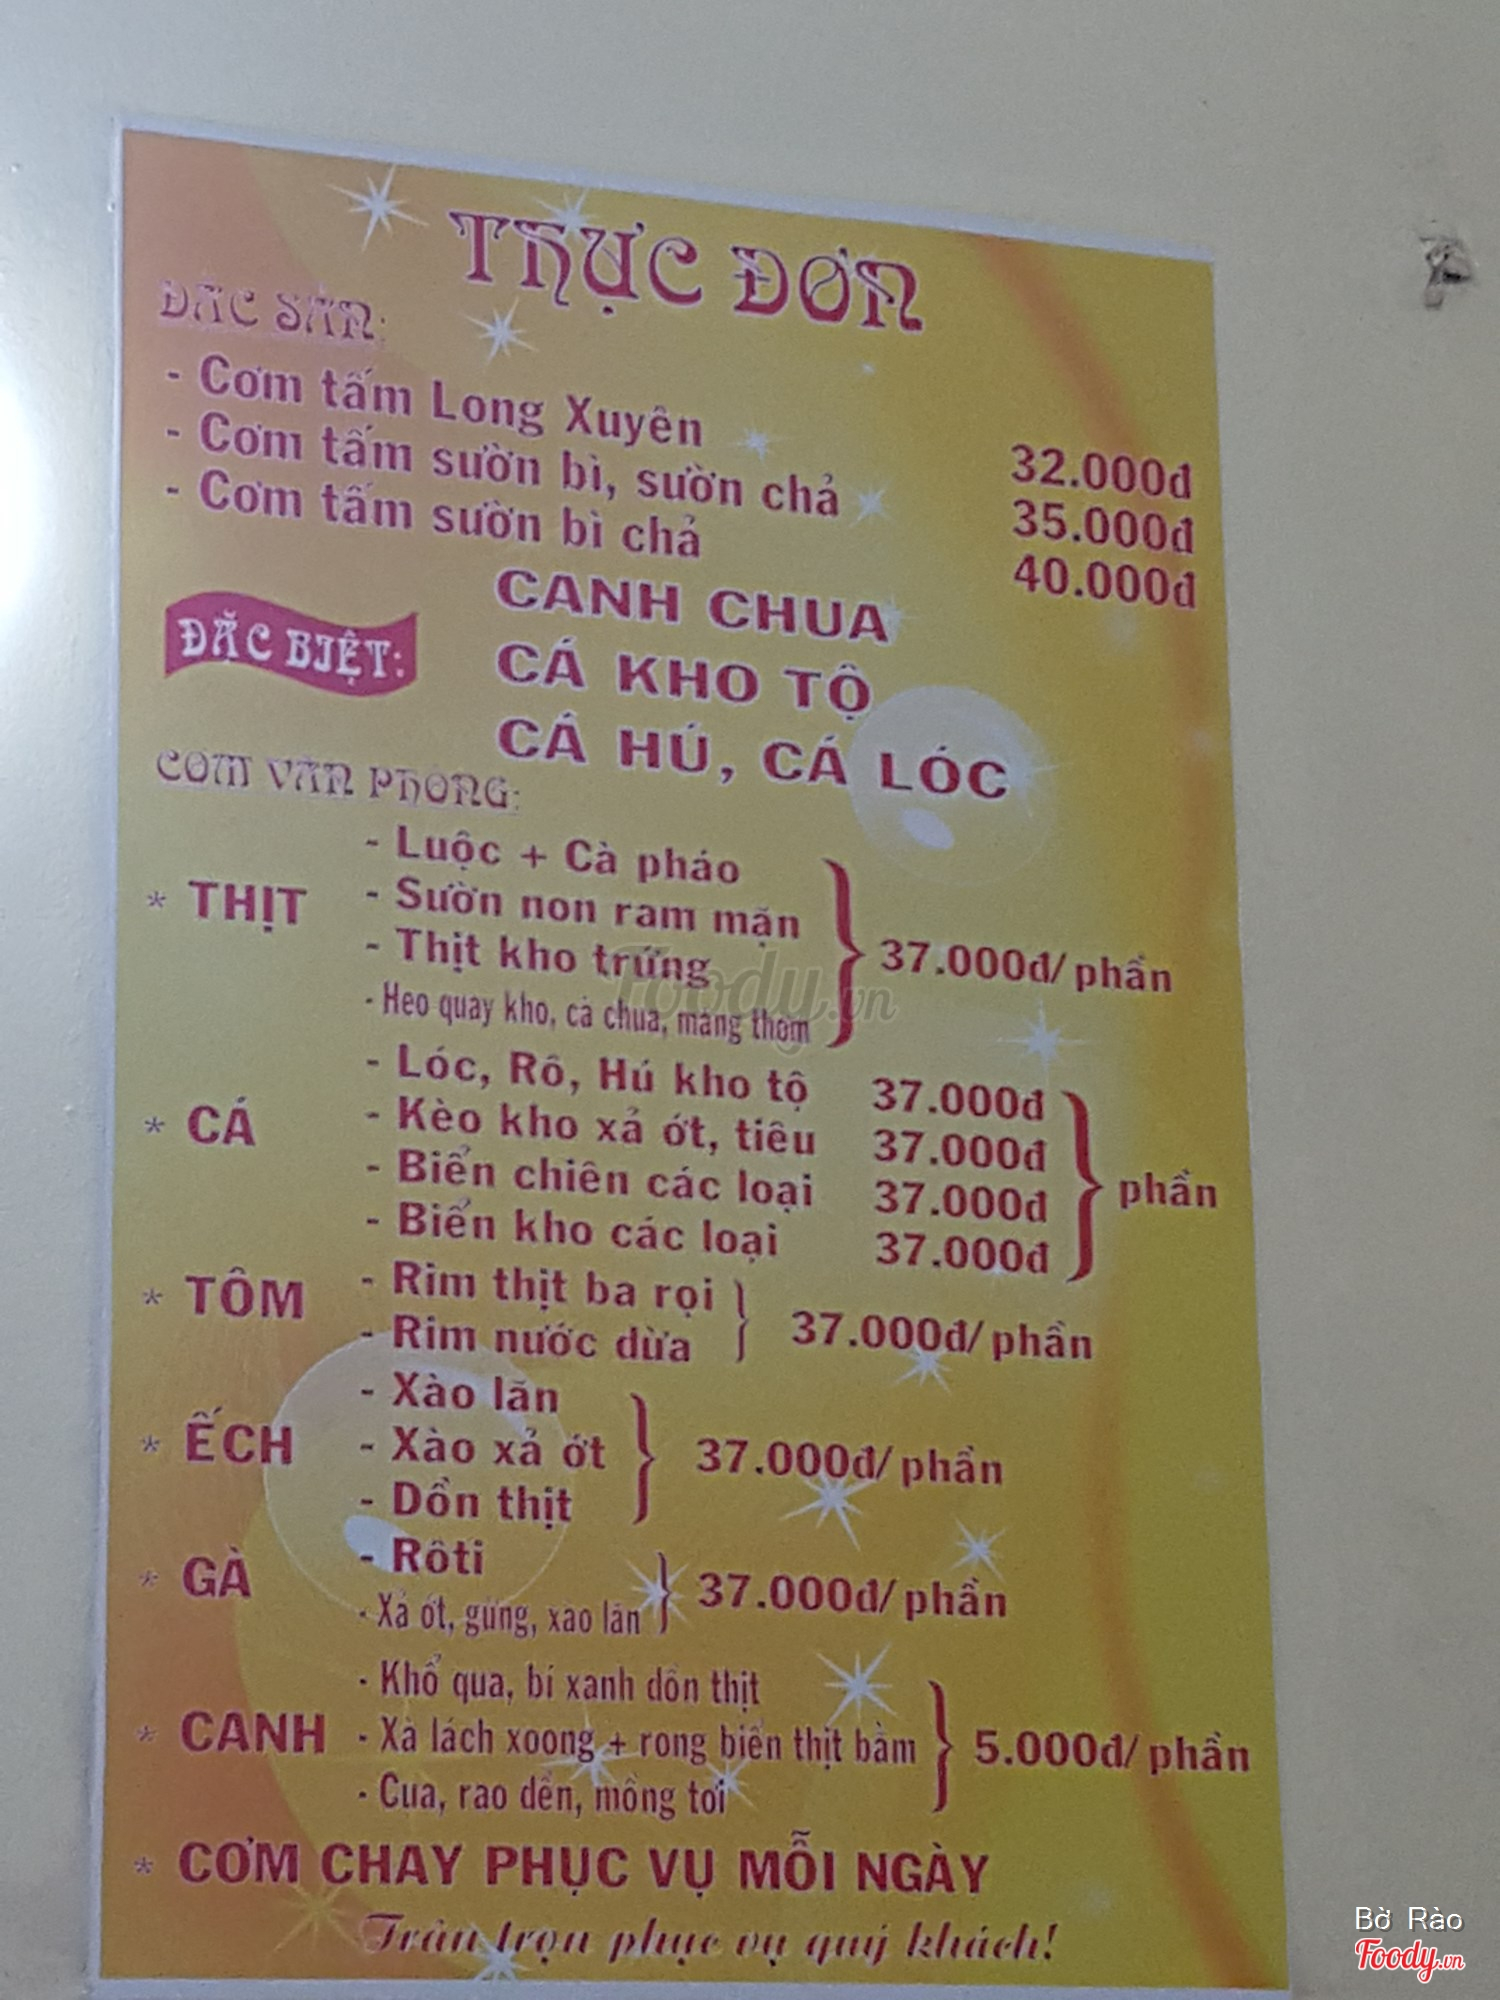 THỰC ĐƠN
ĐẶC SẢN:
- Cơm tấm Long Xuyên 32.000đ
- Cơm tấm sườn bì, sườn chả 35.000đ
- Cơm tấm sườn bì chả 40.000đ
ĐẶC BIỆT:
CANH CHUA
CÁ KHO TỘ
CÁ HÚ, CÁ LÓC
CƠM VĂN PHÒNG:
* THỊT
- Luộc + Cà pháo
- Sườn non ram mặn
- Thịt kho trứng
- Heo quay kho, cà chua, măng thơm
37.000đ/ phần
* CÁ
- Lóc, Rô, Hú kho tộ 37.000đ
- Kèo kho xả ớt, tiêu 37.000đ
- Biển chiên các loại 37.000đ
- Biển kho các loại 37.000đ
phần
* TÔM
- Rim thịt ba rọi
- Rim nước dừa
37.000đ/ phần
* ẾCH
- Xào lăn
- Xào xả ớt
- Dồn thịt
37.000đ/ phần
* GÀ
- Rôti
- Xả ớt, gừng, xào lăn
37.000đ/ phần
* CANH
- Khổ qua, bí xanh dồn thịt
- Xà lách xoong + rong biển thịt bằm
- Cua, rao dền, mồng tơi
5.000đ/ phần
* CƠM CHAY PHỤC VỤ MỖI NGÀY
Trân trọn phục vụ quý khách!
Foody.vn
Bờ Rào
Foody.vn